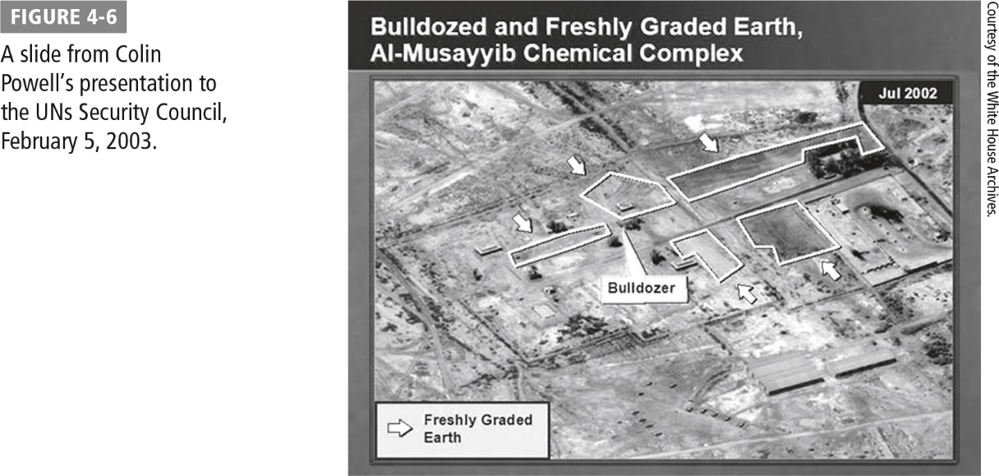 FIGURE 4-6
A slide from Colin
Powell’s presentation to
the UNs Security Council,
February 5, 2003.
Bulldozed and Freshly Graded Earth,
Al-Musayyib Chemical Complex
Jul 2002
Bulldozer
Freshly Graded
Earth
Courtesy of the White House Archives.